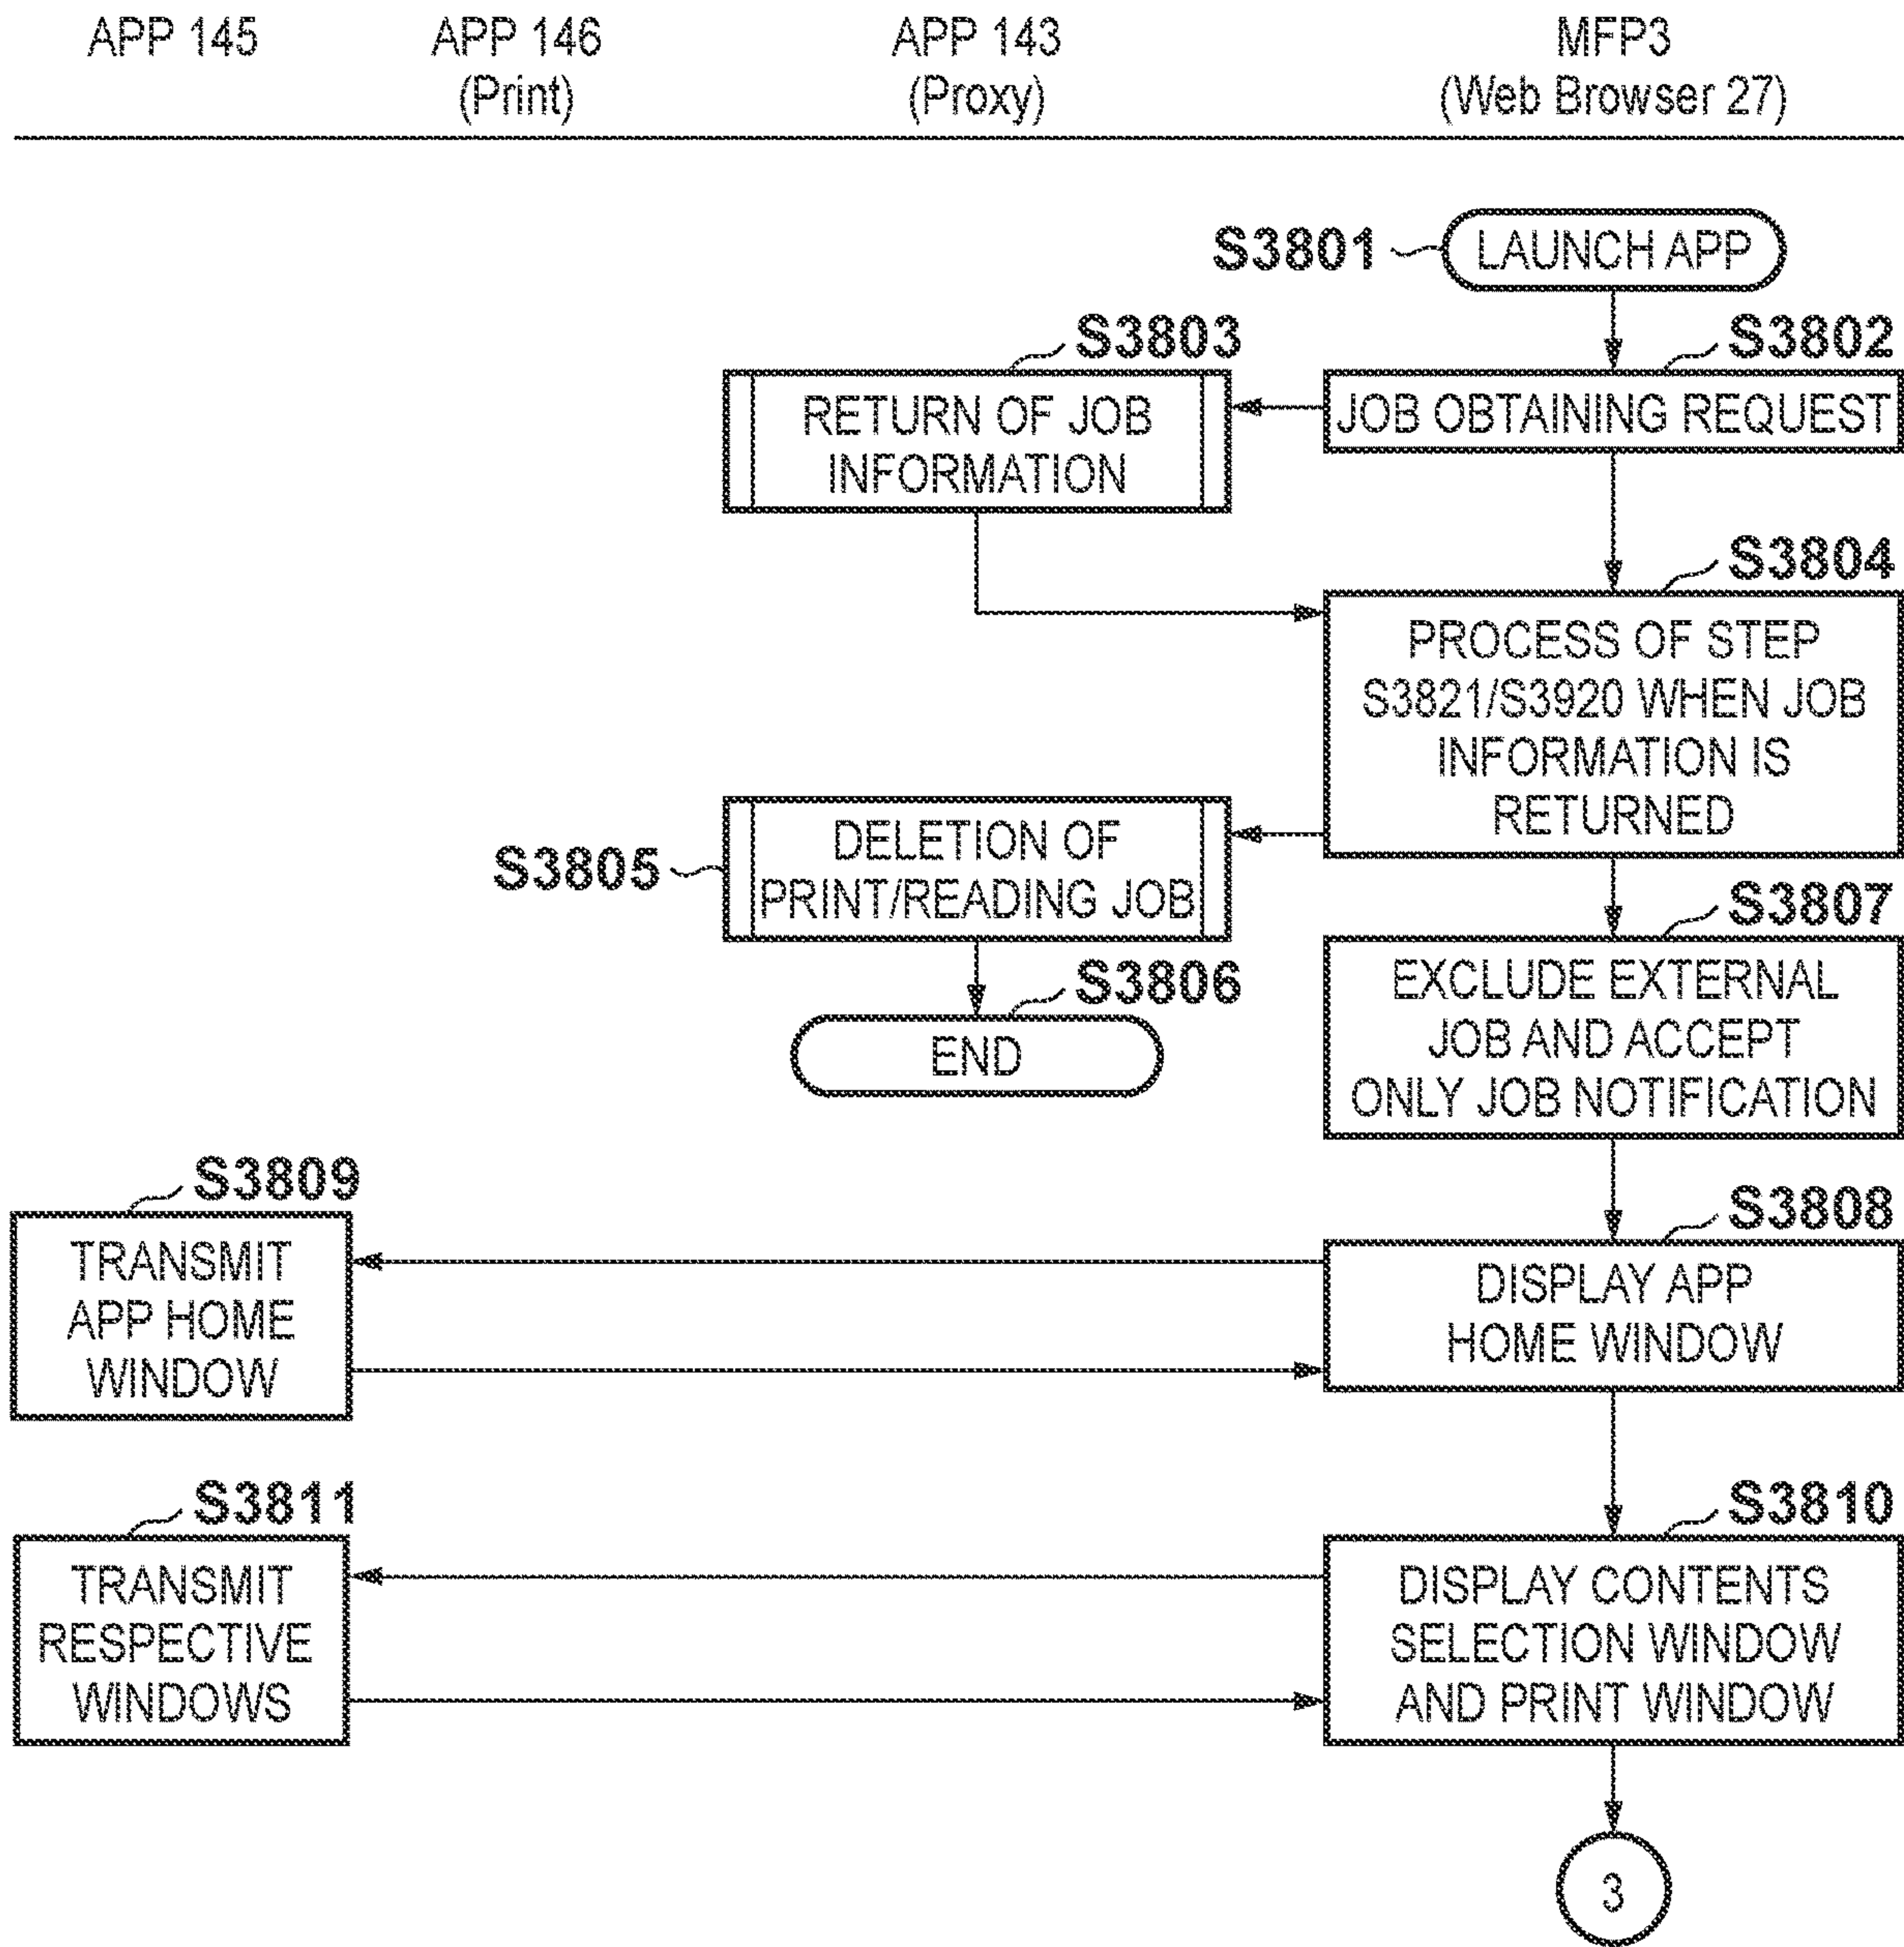 APP 145
APP 146
(Print)
APP 143
(Proxy)
MFP3
(Web Browser 27)
S3801
LAUNCH APP
S3803
RETURN OF JOB
INFORMATION
S3802
JOB OBTAINING REQUEST
S3804
PROCESS OF STEP
S3821/S3920 WHEN JOB
INFORMATION IS
RETURNED
S3805
DELETION OF
PRINT/READING JOB
S3806
END
S3807
EXCLUDE EXTERNAL
JOB AND ACCEPT
ONLY JOB NOTIFICATION
S3809
TRANSMIT
APP HOME
WINDOW
S3808
DISPLAY APP
HOME WINDOW
S3811
TRANSMIT
RESPECTIVE
WINDOWS
S3810
DISPLAY CONTENTS
SELECTION WINDOW
AND PRINT WINDOW
3